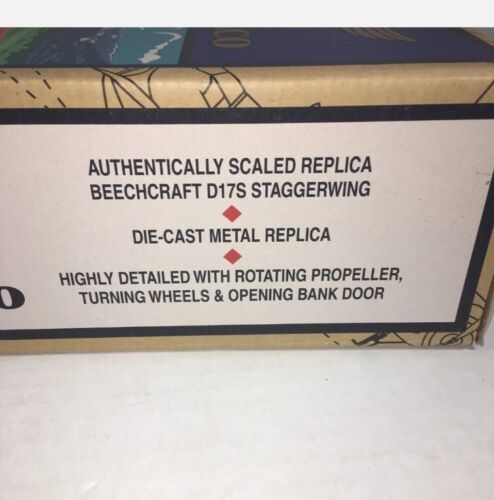 CO
AUTHENTICALLY SCALED REPLICA
BEECHCRAFT D17S STAGGERWING
DIE-CAST METAL REPLICA
HIGHLY DETAILED WITH ROTATING PROPELLER,
TURNING WHEELS & OPENING BANK DOOR
O